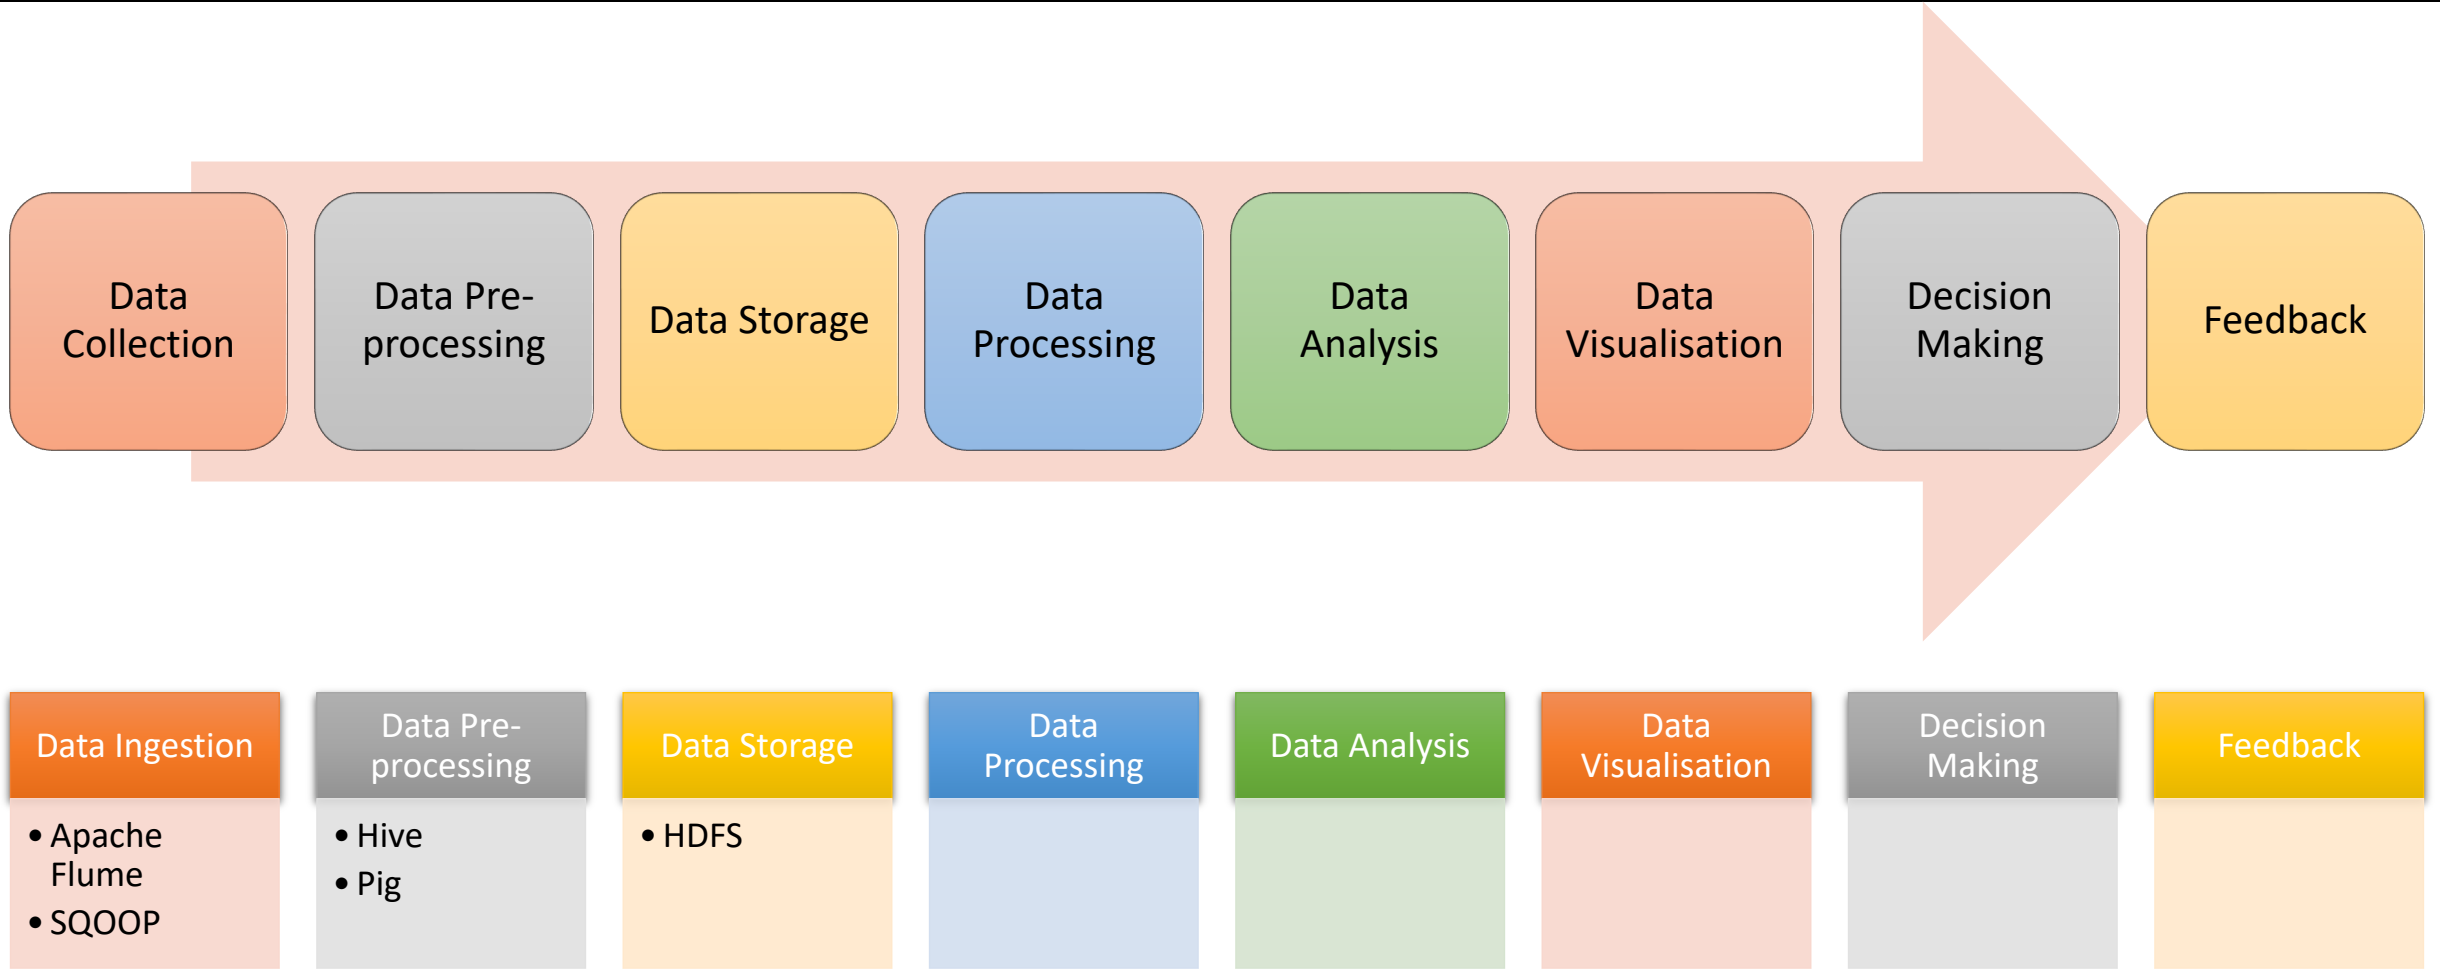 Data
Collection
Data Pre-
processing
Data Storage
Data
Processing
Data
Analysis
Data
Visualisation
Decision
Making
Feedback
Data Ingestion
• Apache
Flume
• SQOOP
Data Pre-
processing
• Hive
• Pig
Data Storage
• HDFS
Data
Processing
Data Analysis
Data
Visualisation
Decision
Making
Feedback